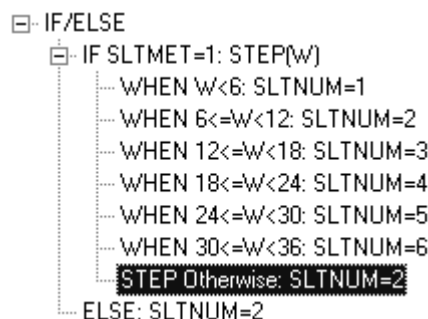 IF/ELSE
IF SLTMET=1: STEP(W)
WHEN W<6: SLTNUM=1
WHEN 6<=W<12: SLTNUM=2
WHEN 12<=W<18: SLTNUM=3
WHEN 18<=W<24: SLTNUM=4
WHEN 24<=W<30: SLTNUM=5
WHEN 30<=W<36: SLTNUM=6
STEP Otherwise: SLTNUM=2
ELSE: SLTNUM=2